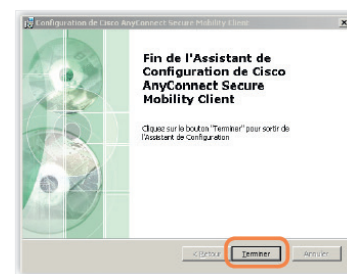 Configuration de Cisco AnyConnect Secure Mobility Client
Fin de l'Assistant de
Configuration de Cisco
AnyConnect Secure
Mobility Client
Cliquez sur le bouton "Terminer" pour sortir de
l'Assistant de Configuration
< Retour
Terminer
Annuler